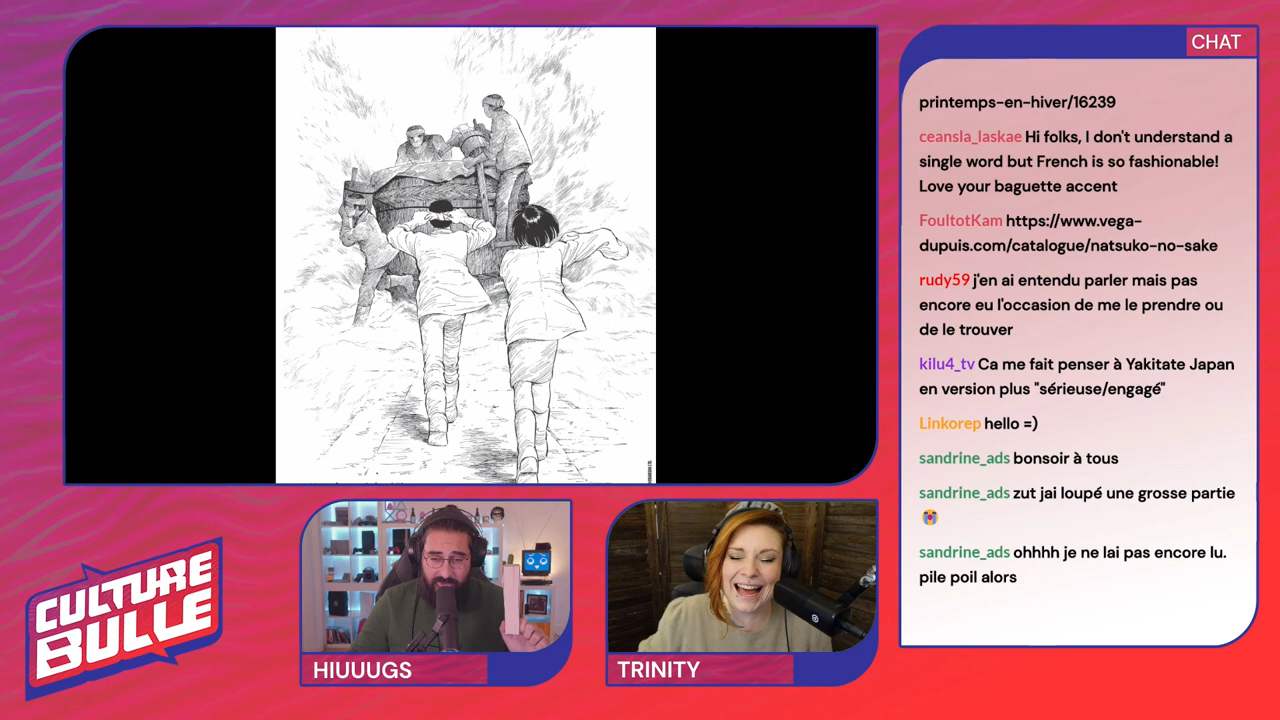 CHAT
printemps-en-hiver/16239
ceansla_laskae Hi folks, I don't understand a
single word but French is so fashionable!
Love your baguette accent
FoultotKam https://www.vega-
dupuis.com/catalogue/natsuko-no-sake
rudy59 j'en ai entendu parler mais pas
encore eu l'occasion de me le prendre ou
de le trouver
kilu4_tv Ca me fait penser à Yakitate Japan
en version plus "sérieuse/engagé"
Linkorep hello =)
sandrine_ads bonsoir à tous
sandrine_ads zut jai loupé une grosse partie
😭
sandrine_ads ohhhh je ne lai pas encore lu.
pile poil alors
CULTURE
BULLE
HIUUUGS
TRINITY